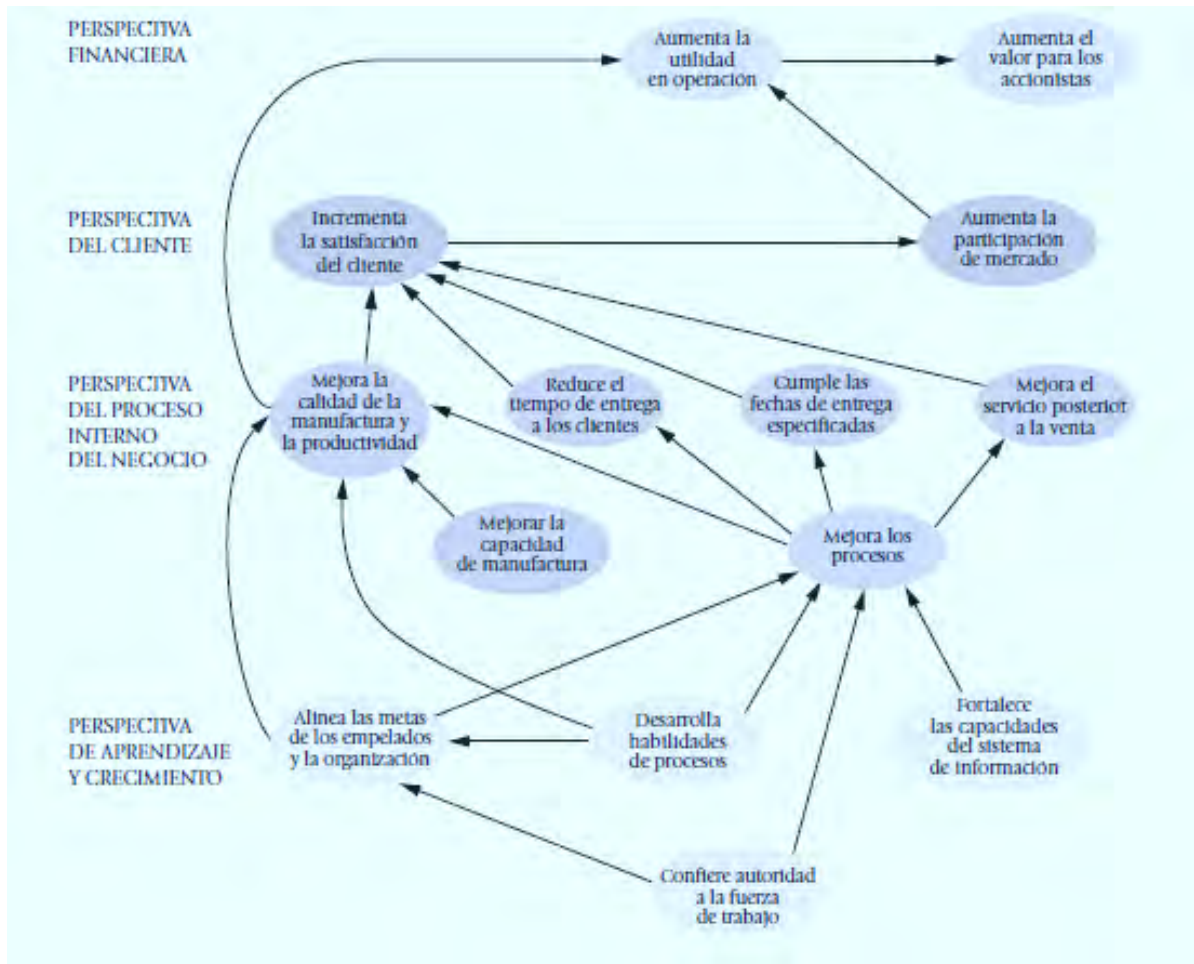 PERSPECTIVA
FINANCIERA
Aumenta la
utilidad
en operación
Aumenta el
valor para los
accionistas
PERSPECTIVA
DEL CLIENTE
Incrementa
la satisfacción
del cliente
Aumenta la
participación
de mercado
PERSPECTIVA
DEL PROCESO
INTERNO
DEL NEGOCIO
Mejora la
calidad de la
manufactura y
la productividad
Reduce el
tiempo de entrega
a los clientes
Cumple las
fechas de entrega
especificadas
Mejora el
servicio posterior
a la venta
Mejorar la
capacidad
de manufactura
Mejora los
procesos
PERSPECTIVA
DE APRENDIZAJE
Y CRECIMIENTO
Alinea las metas
de los empelados
y la organización
Desarrolla
habilidades
de procesos
Fortalece
las capacidades
del sistema
de información
Confiere autoridad
a la fuerza
de trabajo